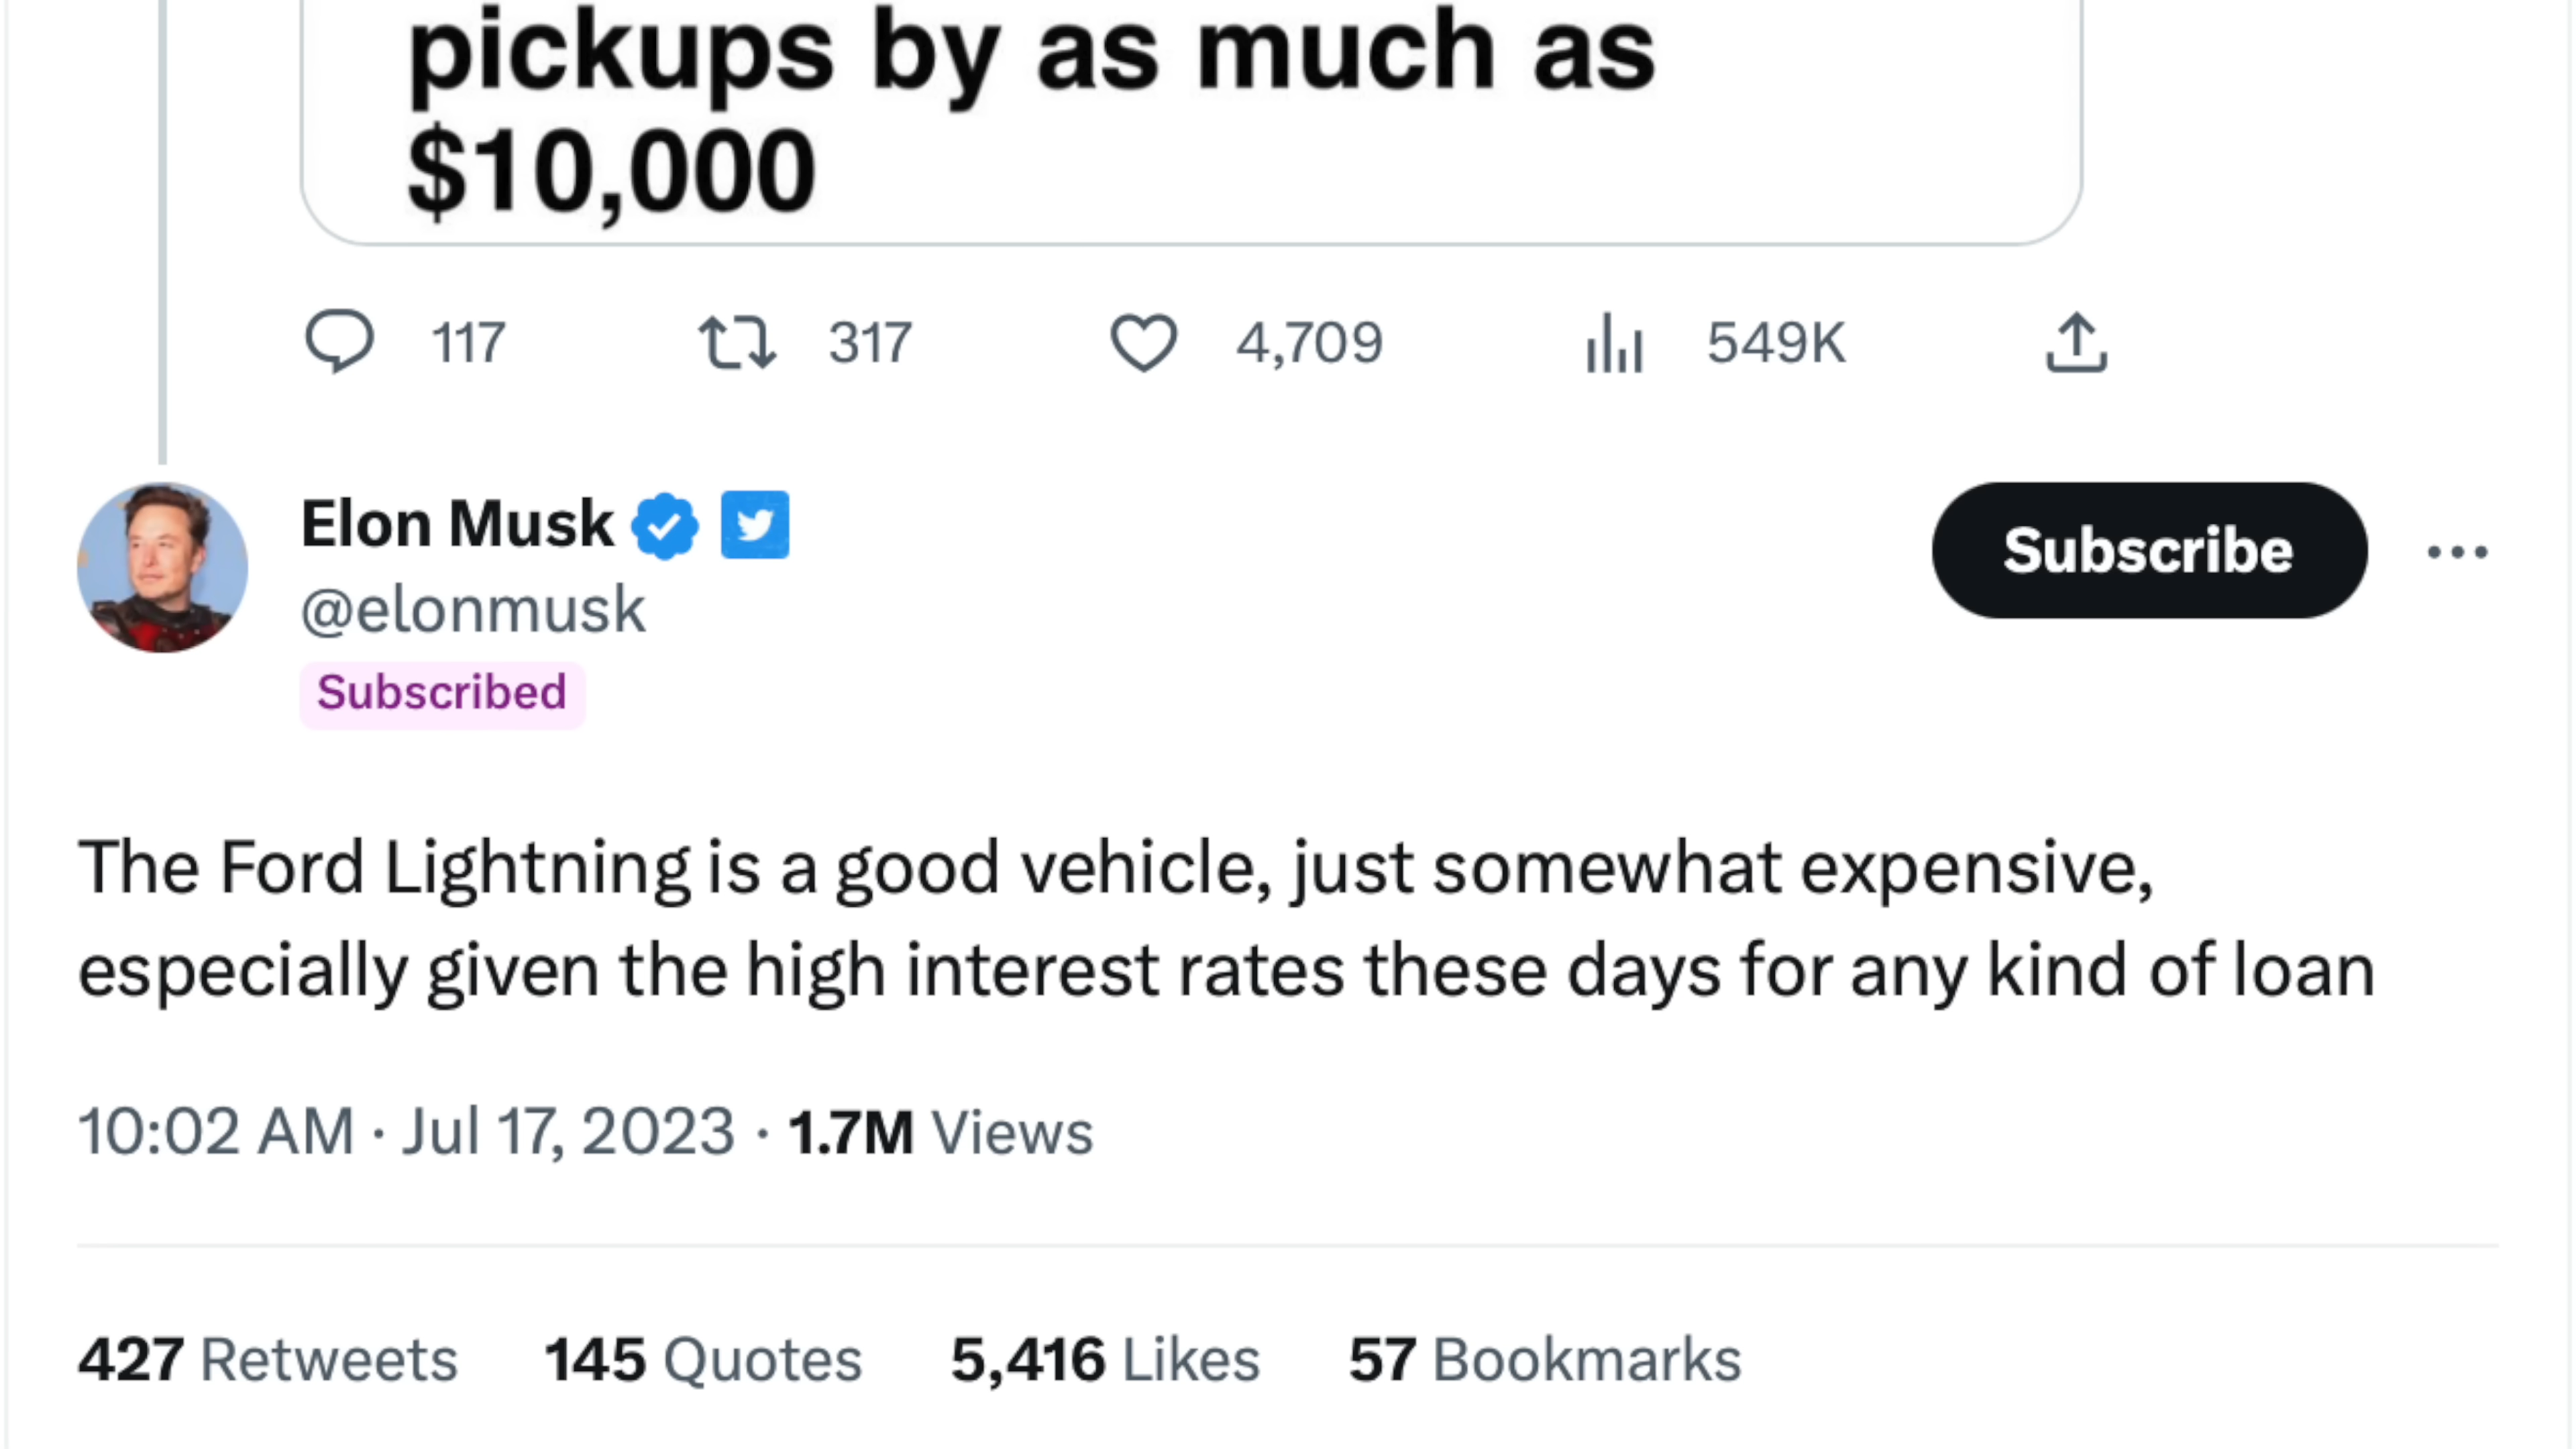 pickups by as much as
$10,000
117 317 4,709 549K
Elon Musk
@elonmusk
Subscribed
Subscribe
The Ford Lightning is a good vehicle, just somewhat expensive,
especially given the high interest rates these days for any kind of loan
10:02 AM · Jul 17, 2023 · 1.7M Views
427 Retweets 145 Quotes 5,416 Likes 57 Bookmarks